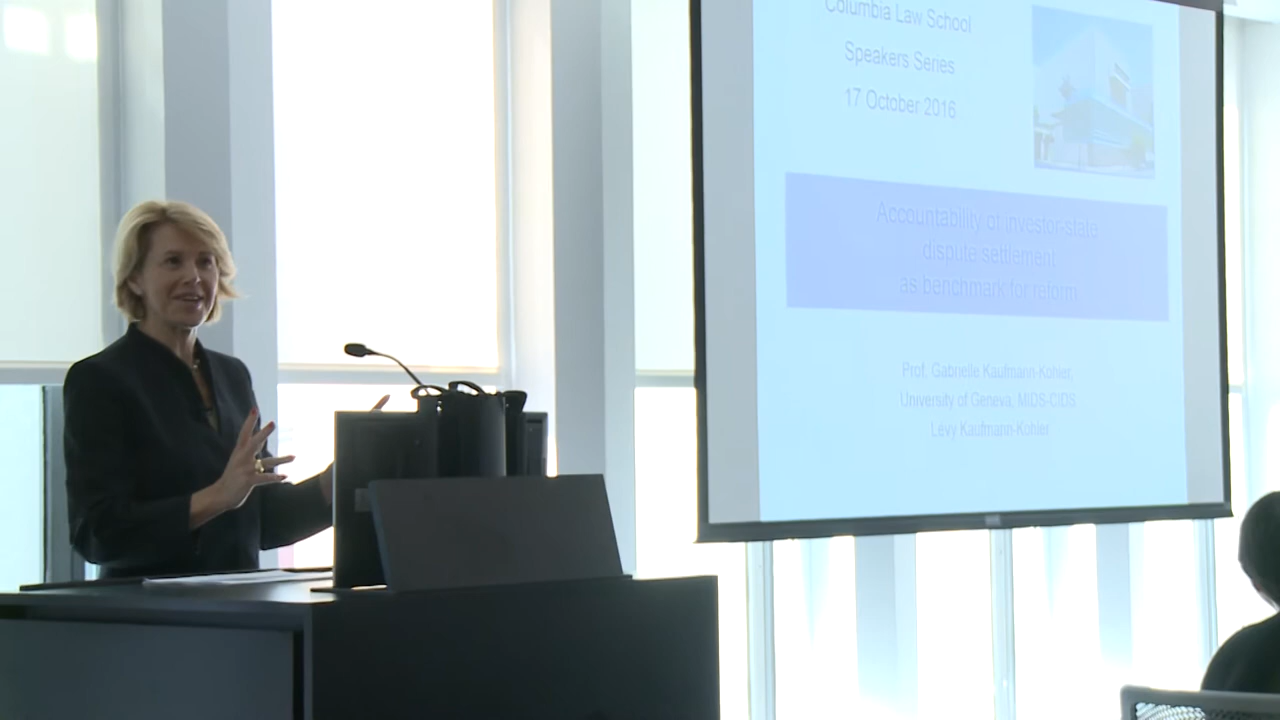 Columbia Law School
Speakers Series
17 October 2016
Accountability of investor-state
dispute settlement
as benchmark for reform
Prof. Gabrielle Kaufmann-Kohler,
University of Geneva, MIDS-CIDS,
Lévy Kaufmann-Kohler